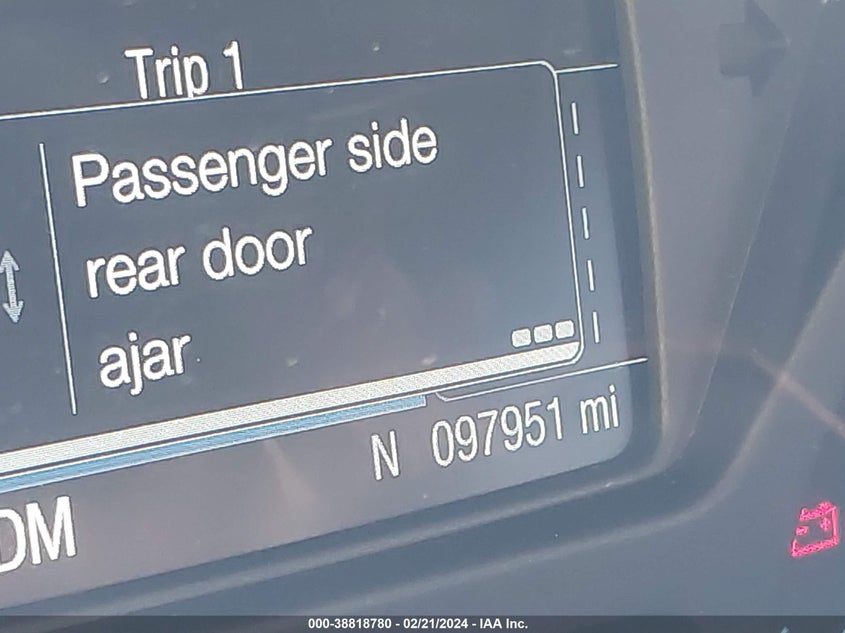 Trip 1
Passenger side
rear door
ajar
N 097951 mi
DM
000-38818780 - 02/21/2024 - IAA Inc.